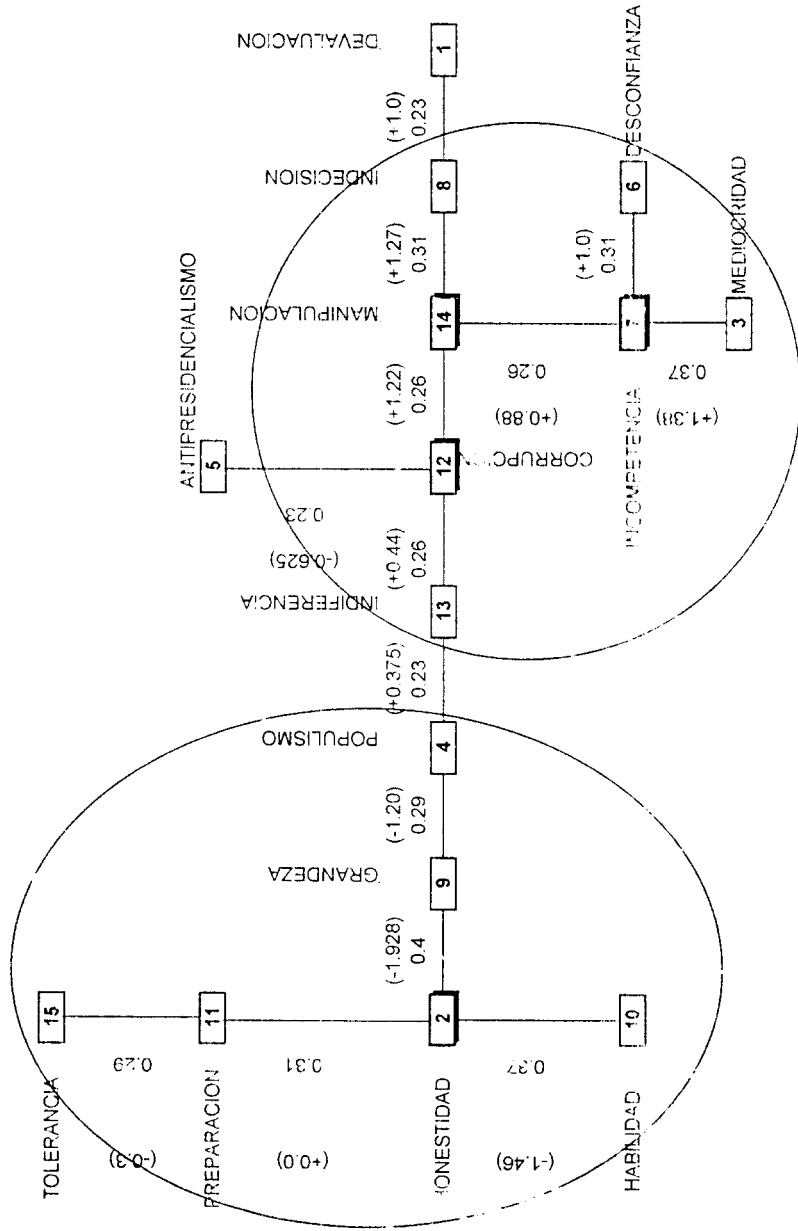 DEVALUACION
1
(+1.0)
0.23
INDECISION
8
DESCONFIANZA
6
(+1.27)
0.31
(+1.0)
0.31
ANTIPRESIDENCIALISMO
5
MANIPULACION
14
7
3
MEDIOCRIDAD
(+1.22)
0.26
0.26
(+0.88)
0.37
(+1.38)
INCOMPETENCIA
CORRUPCION
12
0.23
(-0.625)
(+0.44)
0.26
INDIFERENCIA
13
(+0.375)
0.23
POPULISMO
4
(-1.20)
0.29
GRANDEZA
9
(-1.928)
0.4
15
11
2
10
0.29
0.31
0.37
TOLERANCIA
PREPARACION
HONESTIDAD
HABILIDAD
(-0.3)
(+0.0)
(-1.46)